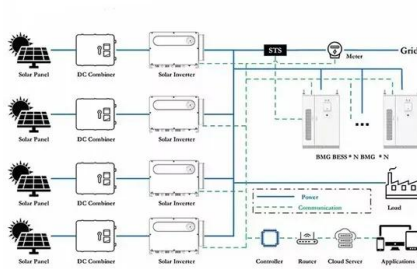 STS
Grid
Meter
Solar Panel
DC Combiner
Solar Inverter
Solar Panel
DC Combiner
Solar Inverter
BMG BESS * N BMG * N
Solar Panel
DC Combiner
Solar Inverter
Power
Communication
Load
Solar Panel
DC Combiner
Solar Inverter
Controller
Router
Cloud Server
Applications